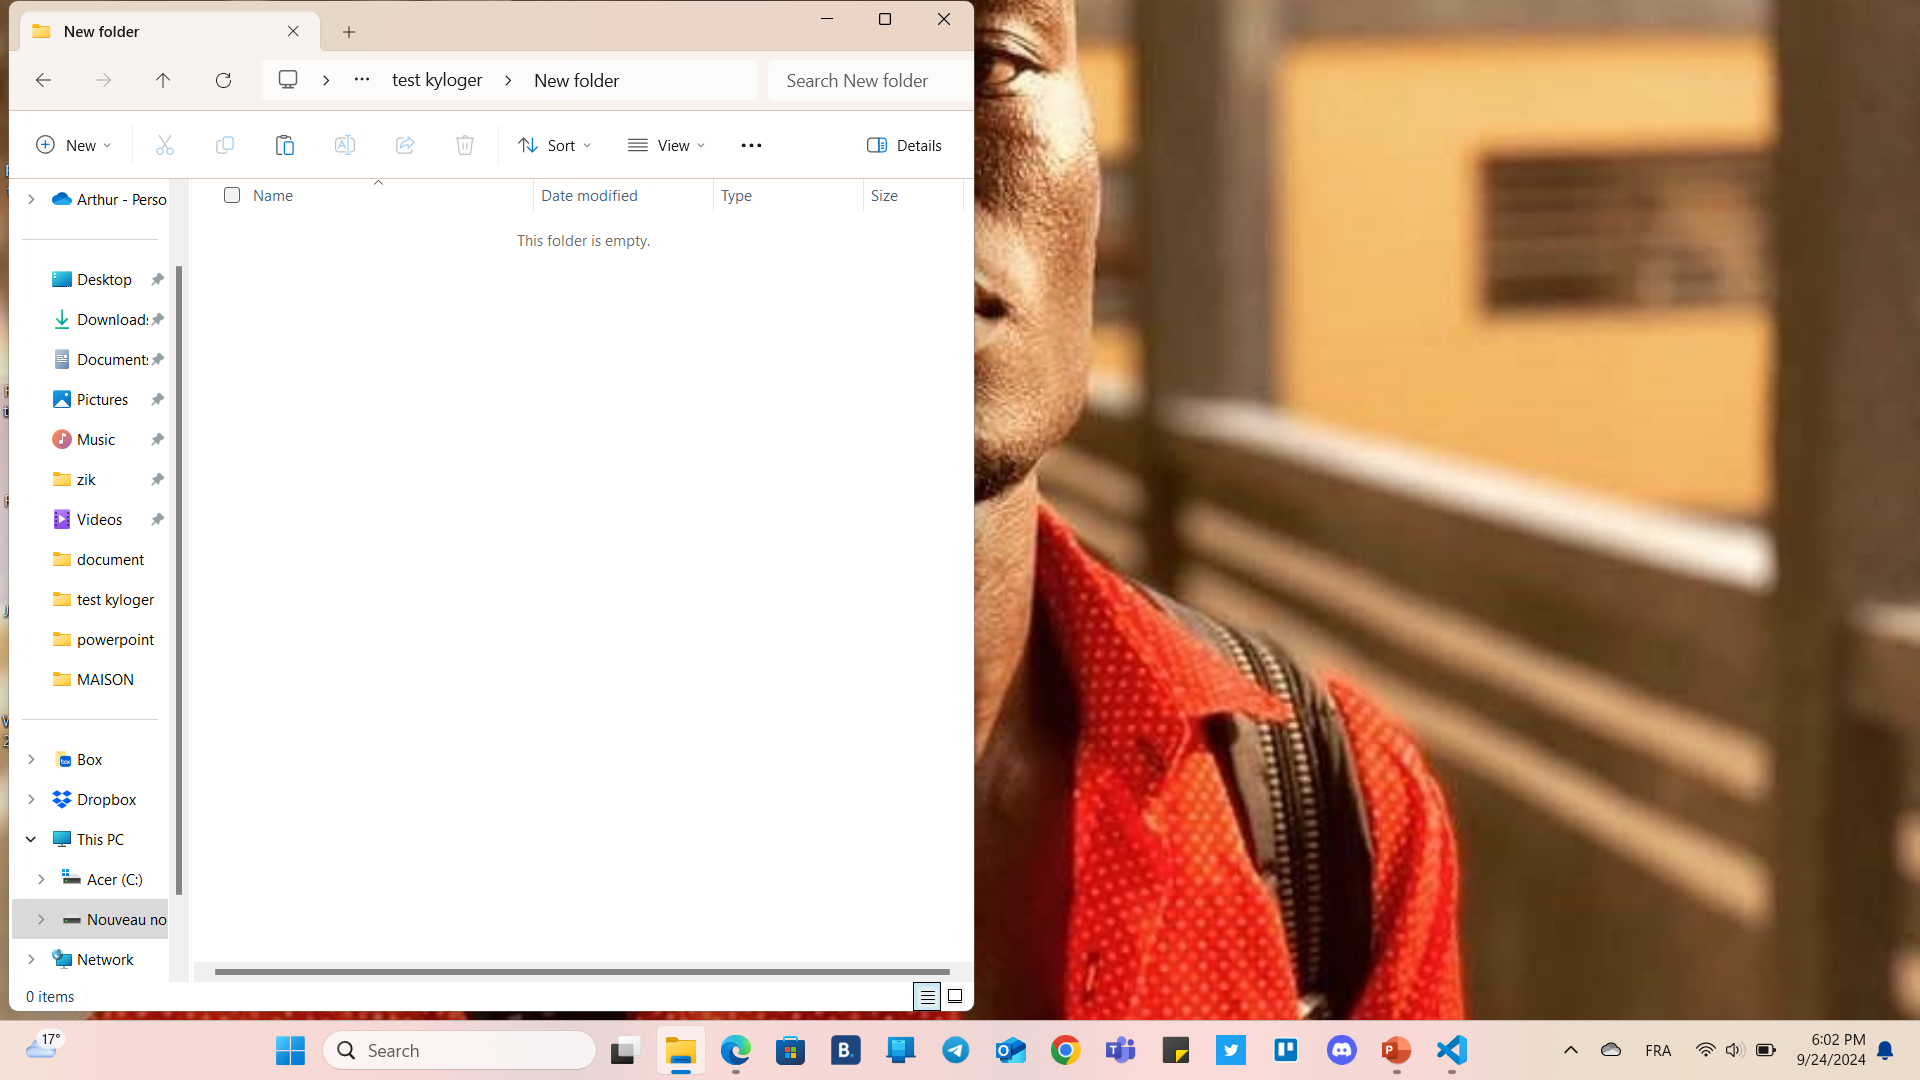 New folder
test kyloger
New folder
Search New folder
New
Sort
View
Details
Name
Date modified
Type
Size
This folder is empty.
Arthur - Perso
Desktop
Downloads
Documents
Pictures
Music
zik
Videos
document
test kyloger
powerpoint
MAISON
Box
Dropbox
This PC
Acer (C:)
Nouveau no
Network
0 items
17°
Search
B.
FRA
6:02 PM
9/24/2024